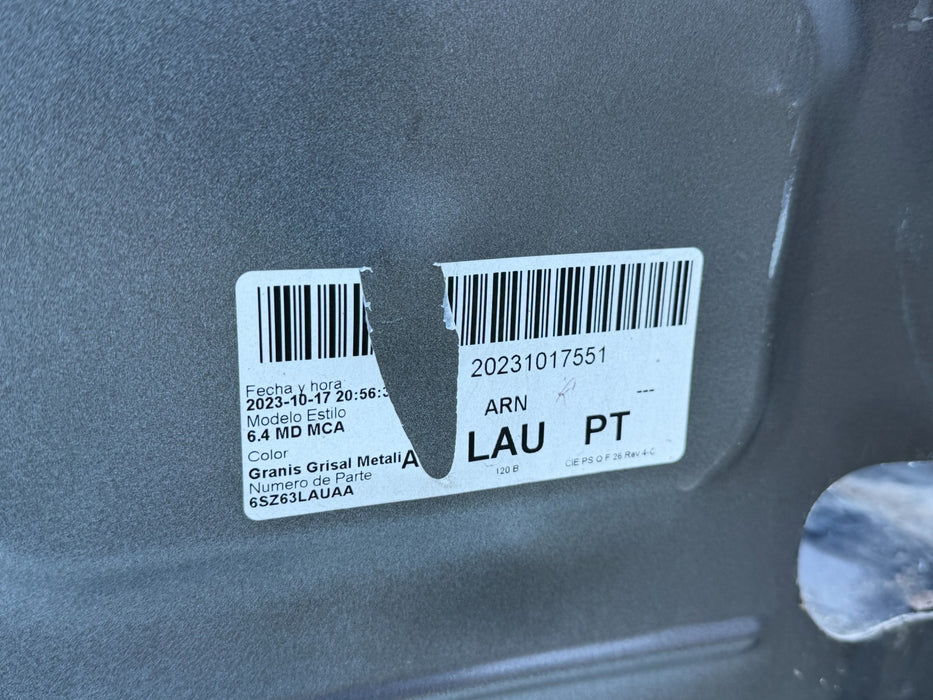 20231017551
Fecha y hora
2023-10-17 20:56:3
ARN ---
Modelo Estilo
6.4 MD MCA
LAU PT
Color
Granis Grisal Metali A
120 B CIE PS Q F 26 Rev 4-C
Numero de Parte
6SZ63LAUAA